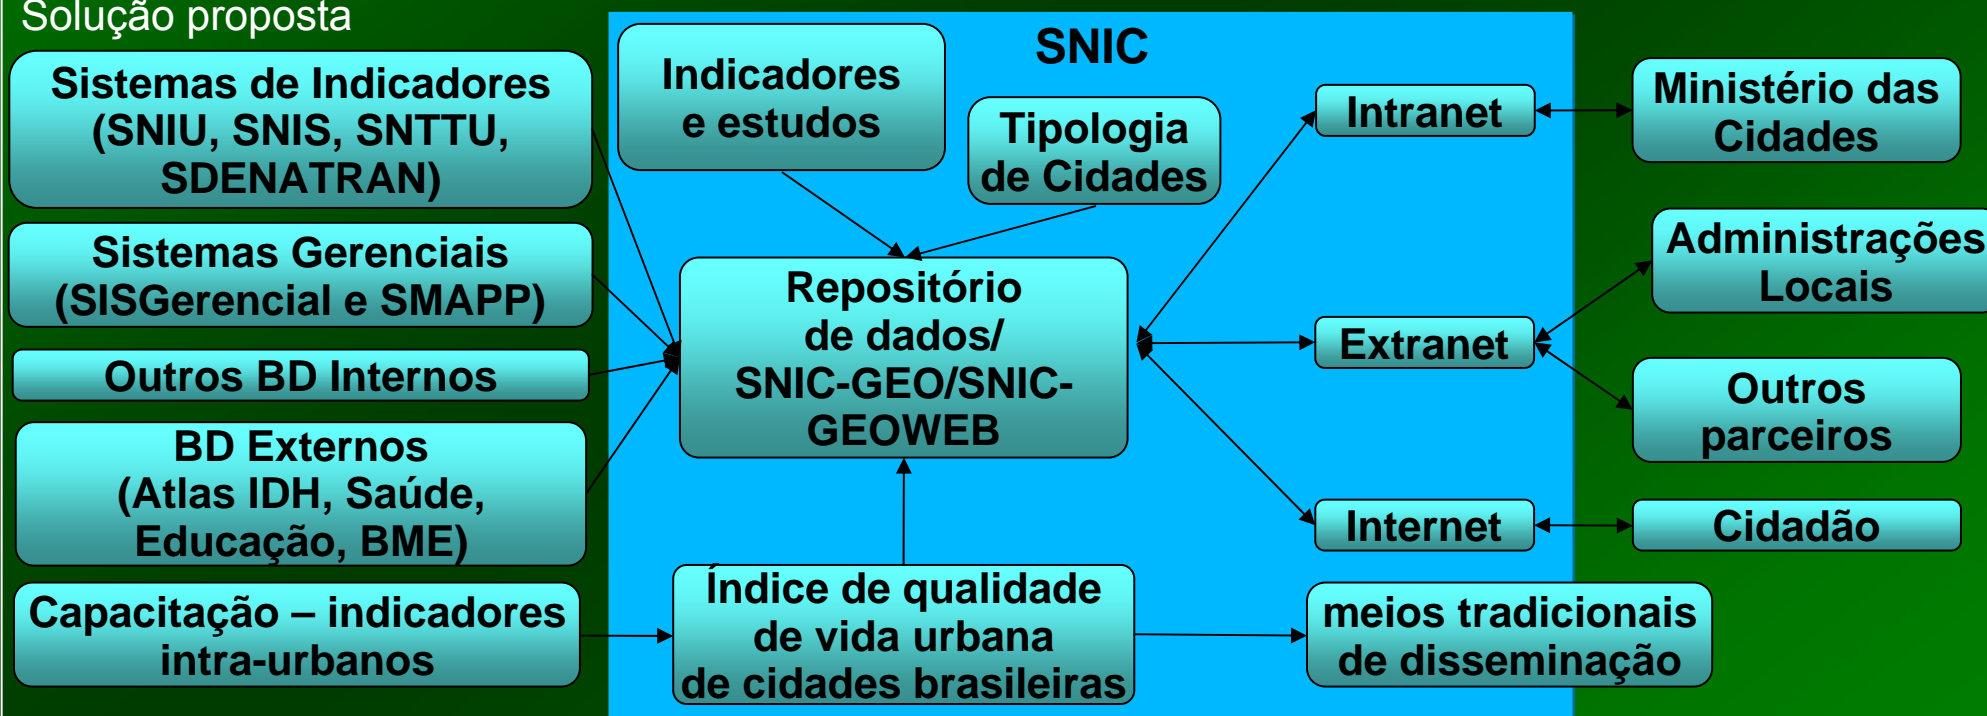 Solução proposta
SNIC
Sistemas de Indicadores
(SNIU, SNIS, SNTTU,
SDENATRAN)
Sistemas Gerenciais
(SISGerencial e SMAPP)
Outros BD Internos
BD Externos
(Atlas IDH, Saúde,
Educação, BME)
Capacitação – indicadores
intra-urbanos
Indicadores
e estudos
Tipologia
de Cidades
Repositório
de dados/
SNIC-GEO/SNIC-
GEOWEB
Índice de qualidade
de vida urbana
de cidades brasileiras
Intranet
Extranet
Internet
meios tradicionais
de disseminação
Ministério das
Cidades
Administrações
Locais
Outros
parceiros
Cidadão